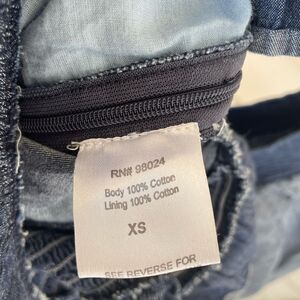 RN# 98024
Body 100% Cotton
Lining 100% Cotton
XS
SEE REVERSE FOR